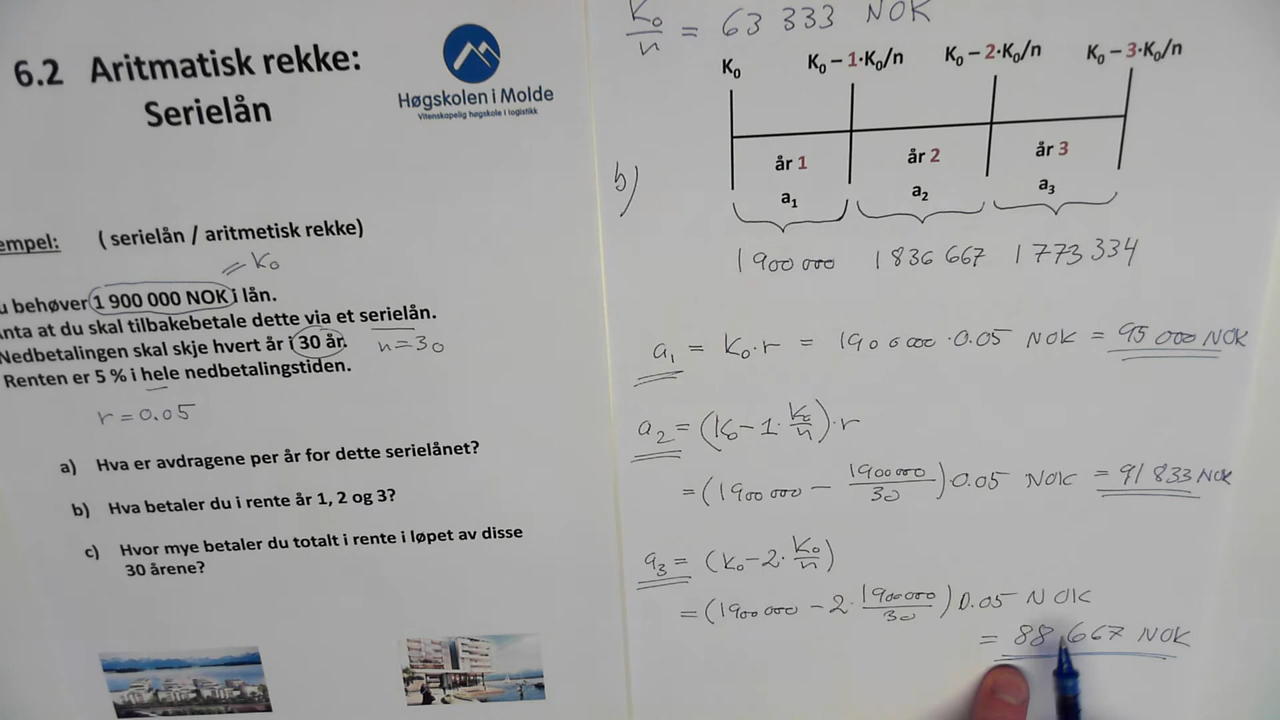 6.2 Aritmatisk rekke:
Serielån
Høgskolen i Molde
Vitenskapelig høgskole i logistikk
empel: ( serielån / aritmetisk rekke)
= K₀
u behøver 1 900 000 NOK i lån.
nta at du skal tilbakebetale dette via et serielån.
Nedbetalingen skal skje hvert år i 30 år. n = 30
Renten er 5 % i hele nedbetalingstiden.
r = 0.05
a) Hva er avdragene per år for dette serielånet?
b) Hva betaler du i rente år 1, 2 og 3?
c) Hvor mye betaler du totalt i rente i løpet av disse
30 årene?
K₀/n = 63 333 NOK
K₀ K₀ – 1·K₀/n K₀ – 2·K₀/n K₀ – 3·K₀/n
b)
år 1 år 2 år 3
a₁ a₂ a₃
1 900 000 1 836 667 1 773 334
a₁ = K₀·r = 1900000 · 0.05 NOK = 95 000 NOK
a₂ = (K₀ – 1· K₀/n)·r
= (1900 000 – 1900000/30) 0.05 NOK = 91 833 NOK
a₃ = (K₀ – 2· K₀/n)
= (1900 000 – 2· 1900000/30) 0.05 NOK
= 88 667 NOK